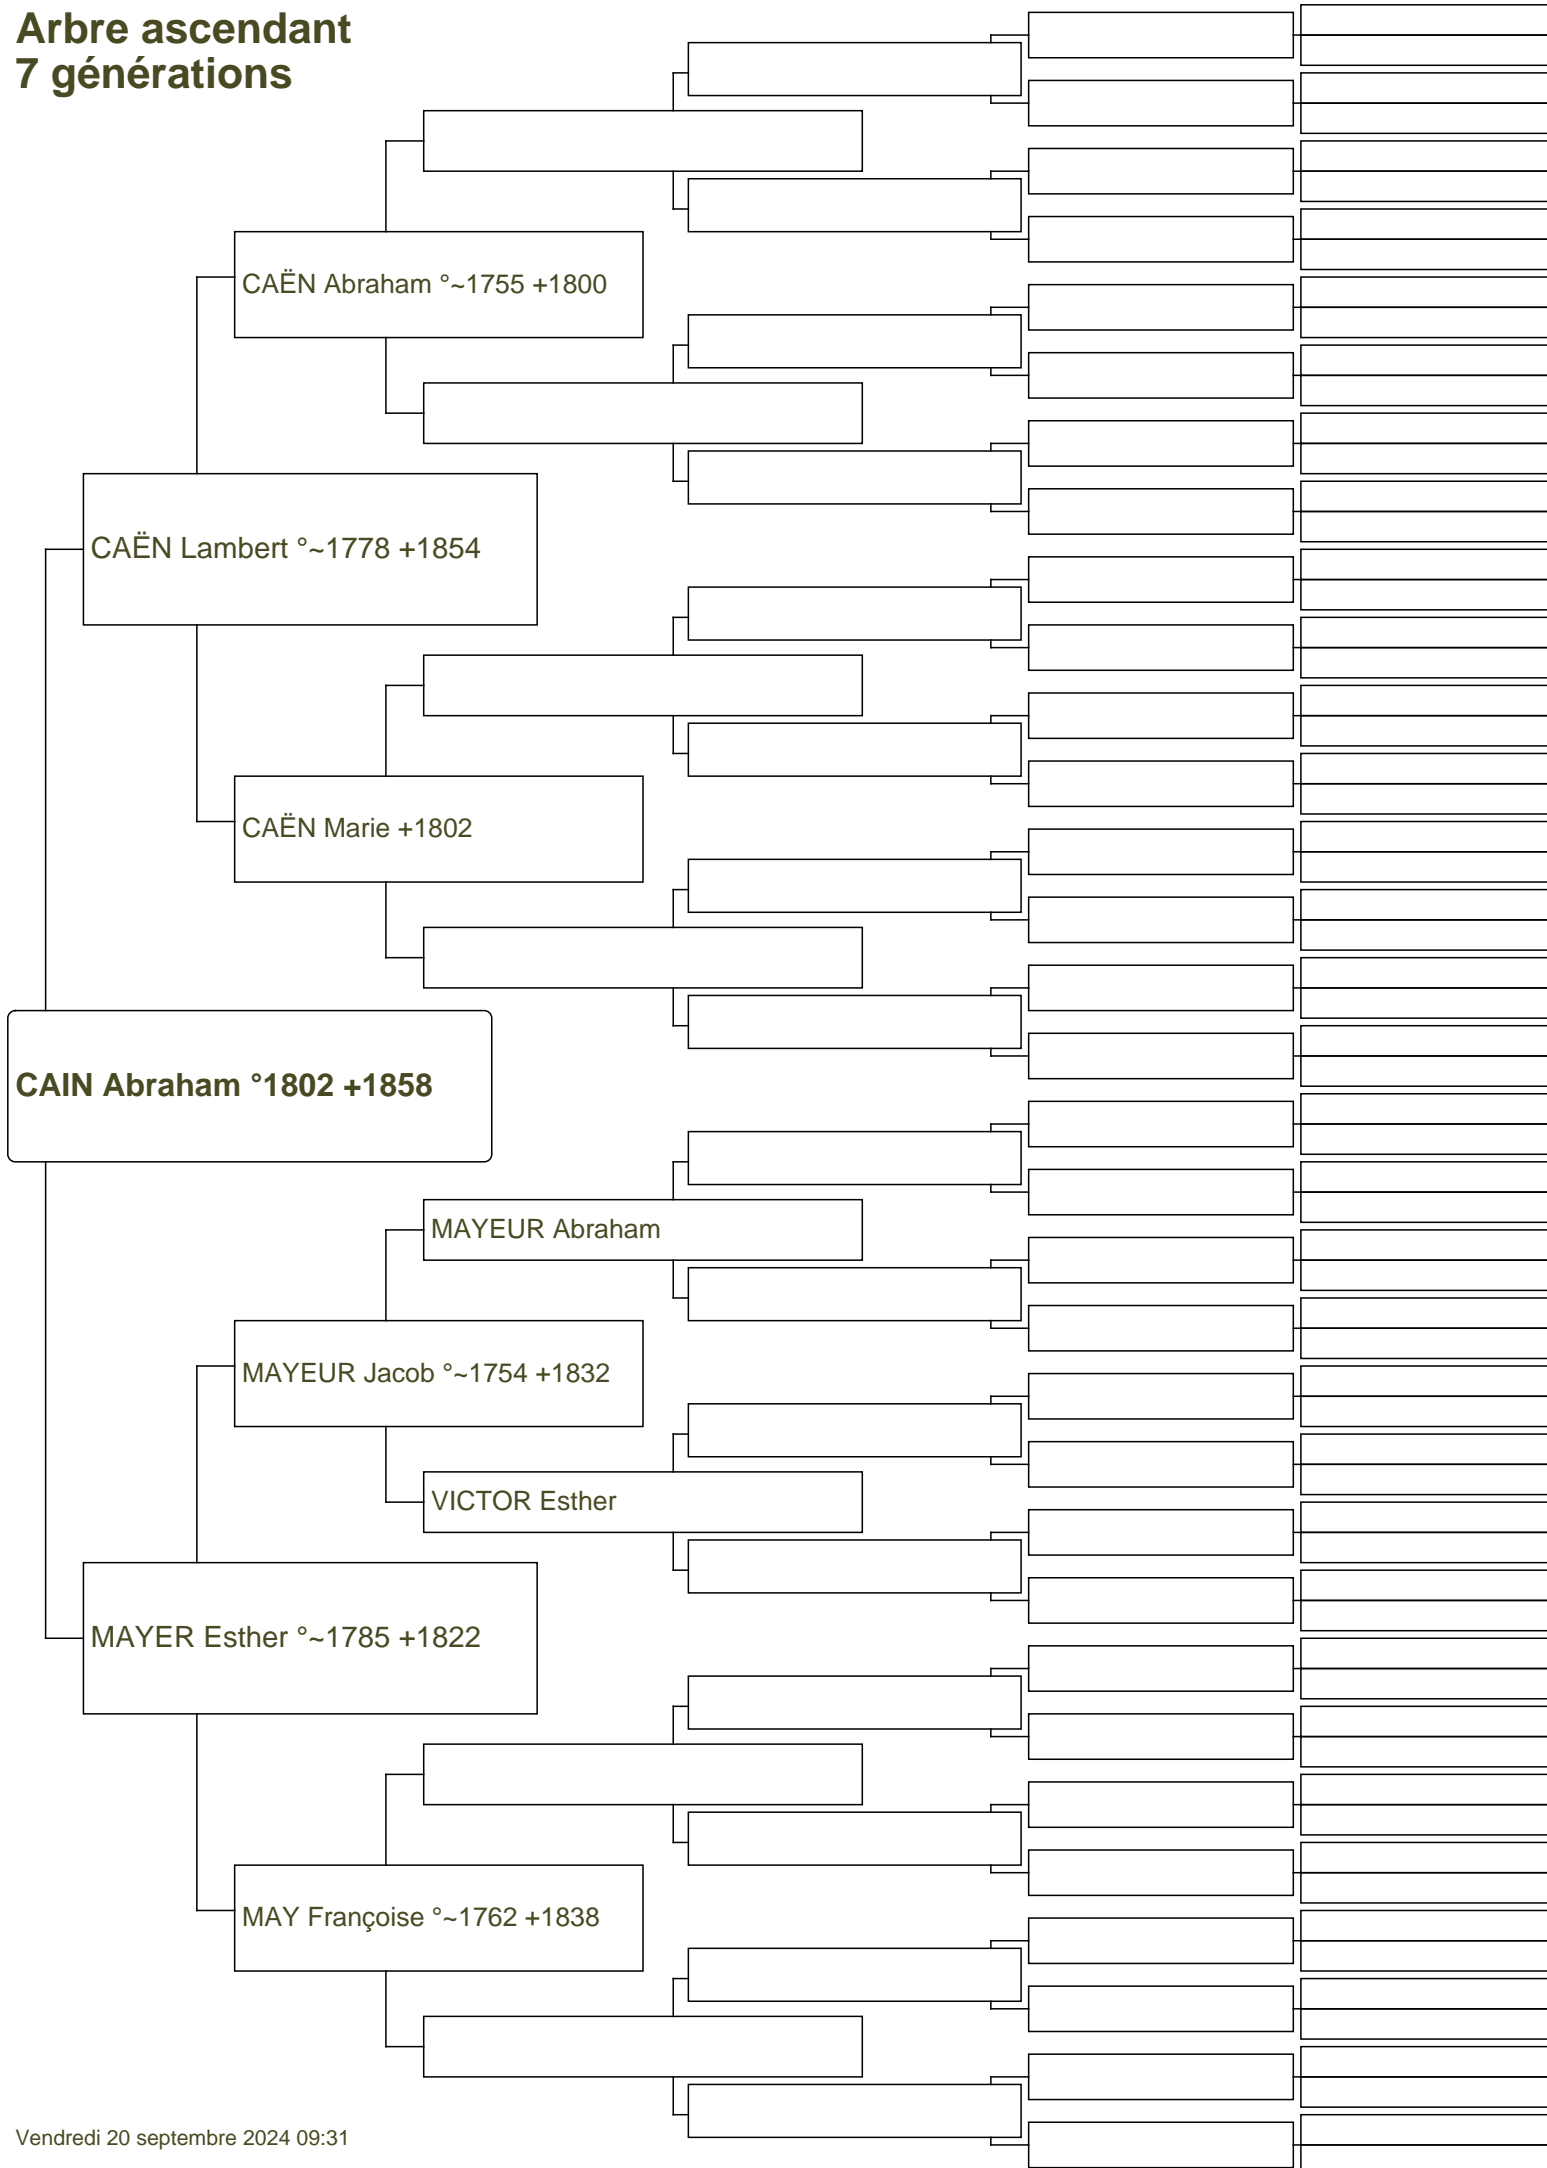 Arbre ascendant
7 générations
CAËN Abraham °~1755 +1800
CAËN Lambert °~1778 +1854
CAËN Marie +1802
CAIN Abraham °1802 +1858
MAYEUR Abraham
MAYEUR Jacob °~1754 +1832
VICTOR Esther
MAYER Esther °~1785 +1822
MAY Françoise °~1762 +1838
Vendredi 20 septembre 2024 09:31